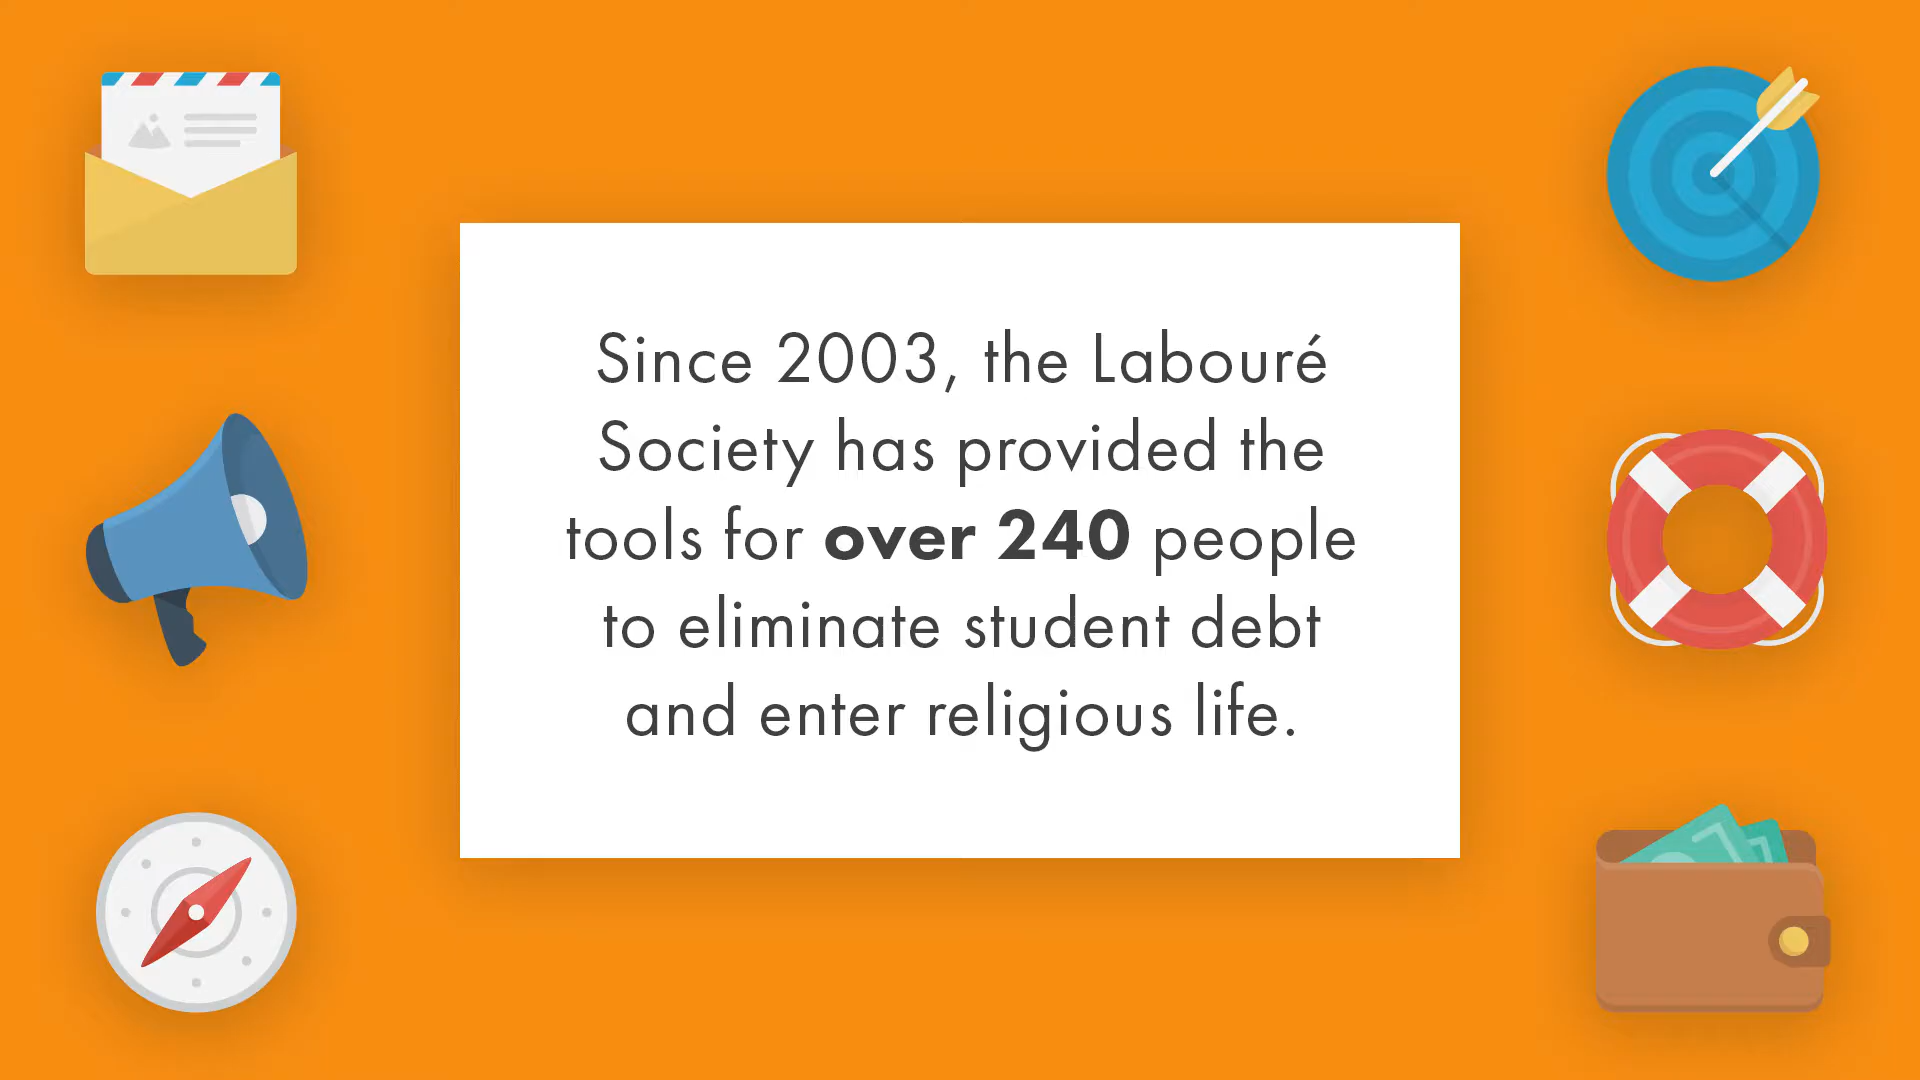 Since 2003, the Labouré
Society has provided the
tools for over 240 people
to eliminate student debt
and enter religious life.